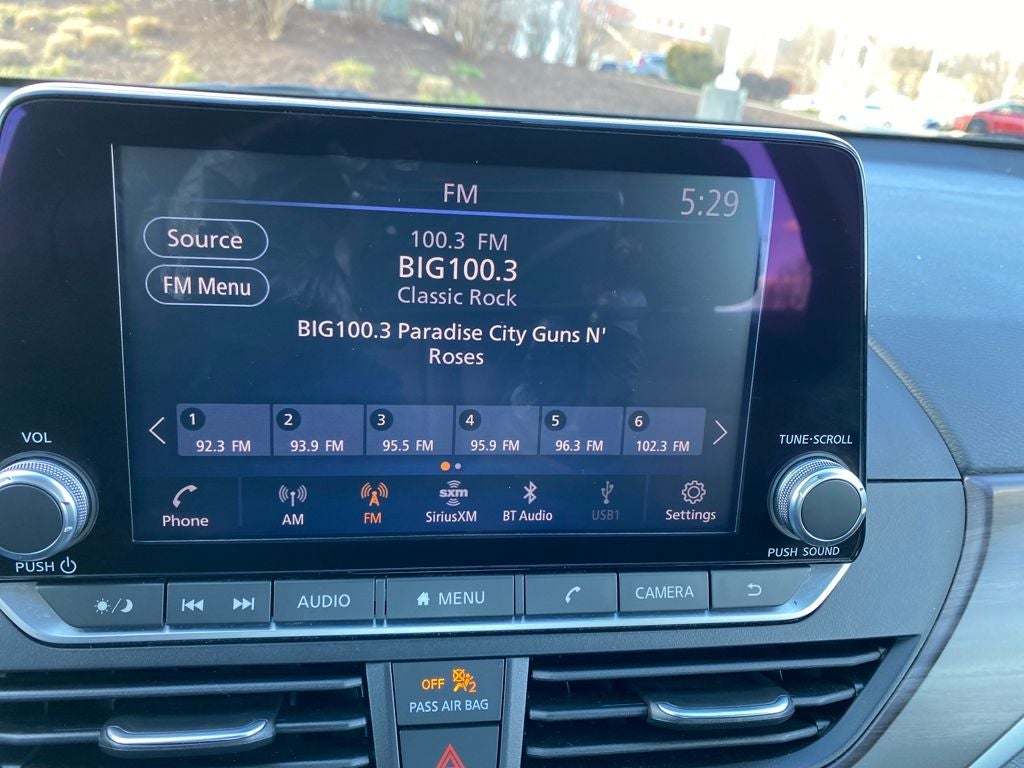 FM
5:29
Source
FM Menu
100.3 FM
BIG100.3
Classic Rock
BIG100.3 Paradise City Guns N'
Roses
1
2
3
4
5
6
92.3 FM
93.9 FM
95.5 FM
95.9 FM
96.3 FM
102.3 FM
Phone
AM
FM
sxm
SiriusXM
BT Audio
USB1
Settings
VOL
PUSH
TUNE·SCROLL
PUSH SOUND
AUDIO
MENU
CAMERA
OFF
2
PASS AIR BAG